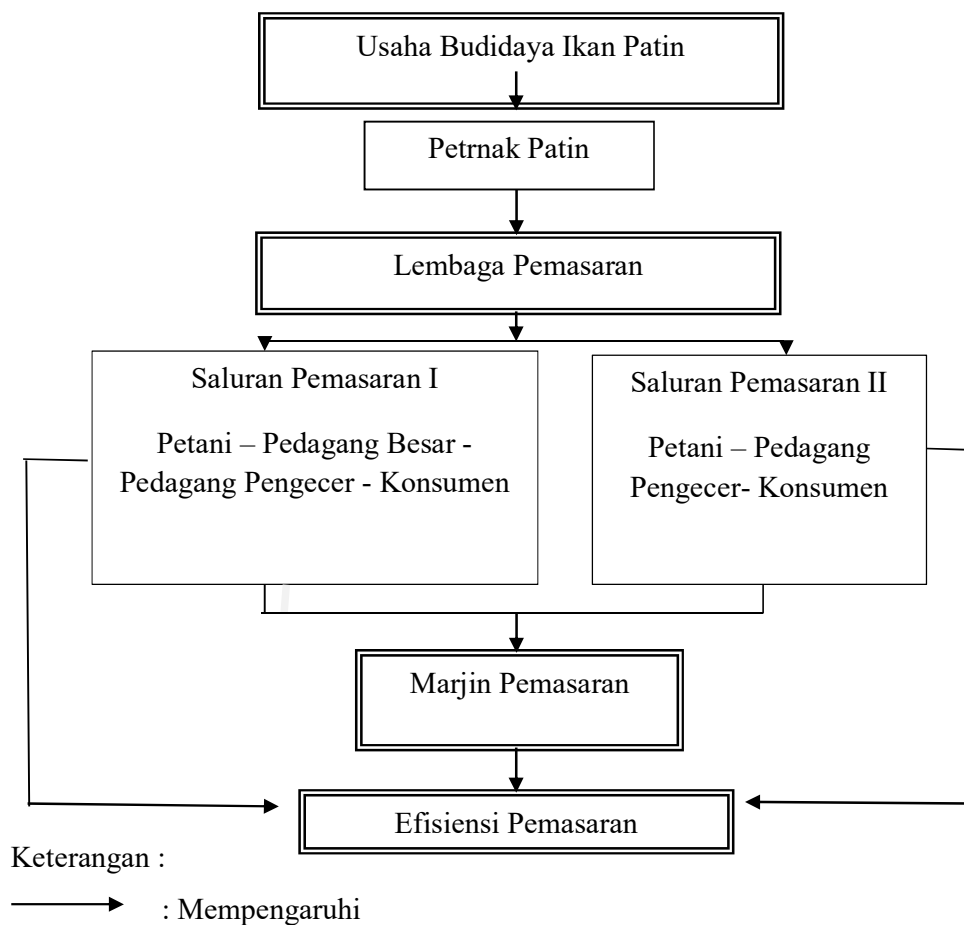 Usaha Budidaya Ikan Patin
Petrnak Patin
Lembaga Pemasaran
Saluran Pemasaran I
Petani – Pedagang Besar -
Pedagang Pengecer - Konsumen
Saluran Pemasaran II
Petani – Pedagang
Pengecer- Konsumen
Marjin Pemasaran
Efisiensi Pemasaran
Keterangan :
: Mempengaruhi